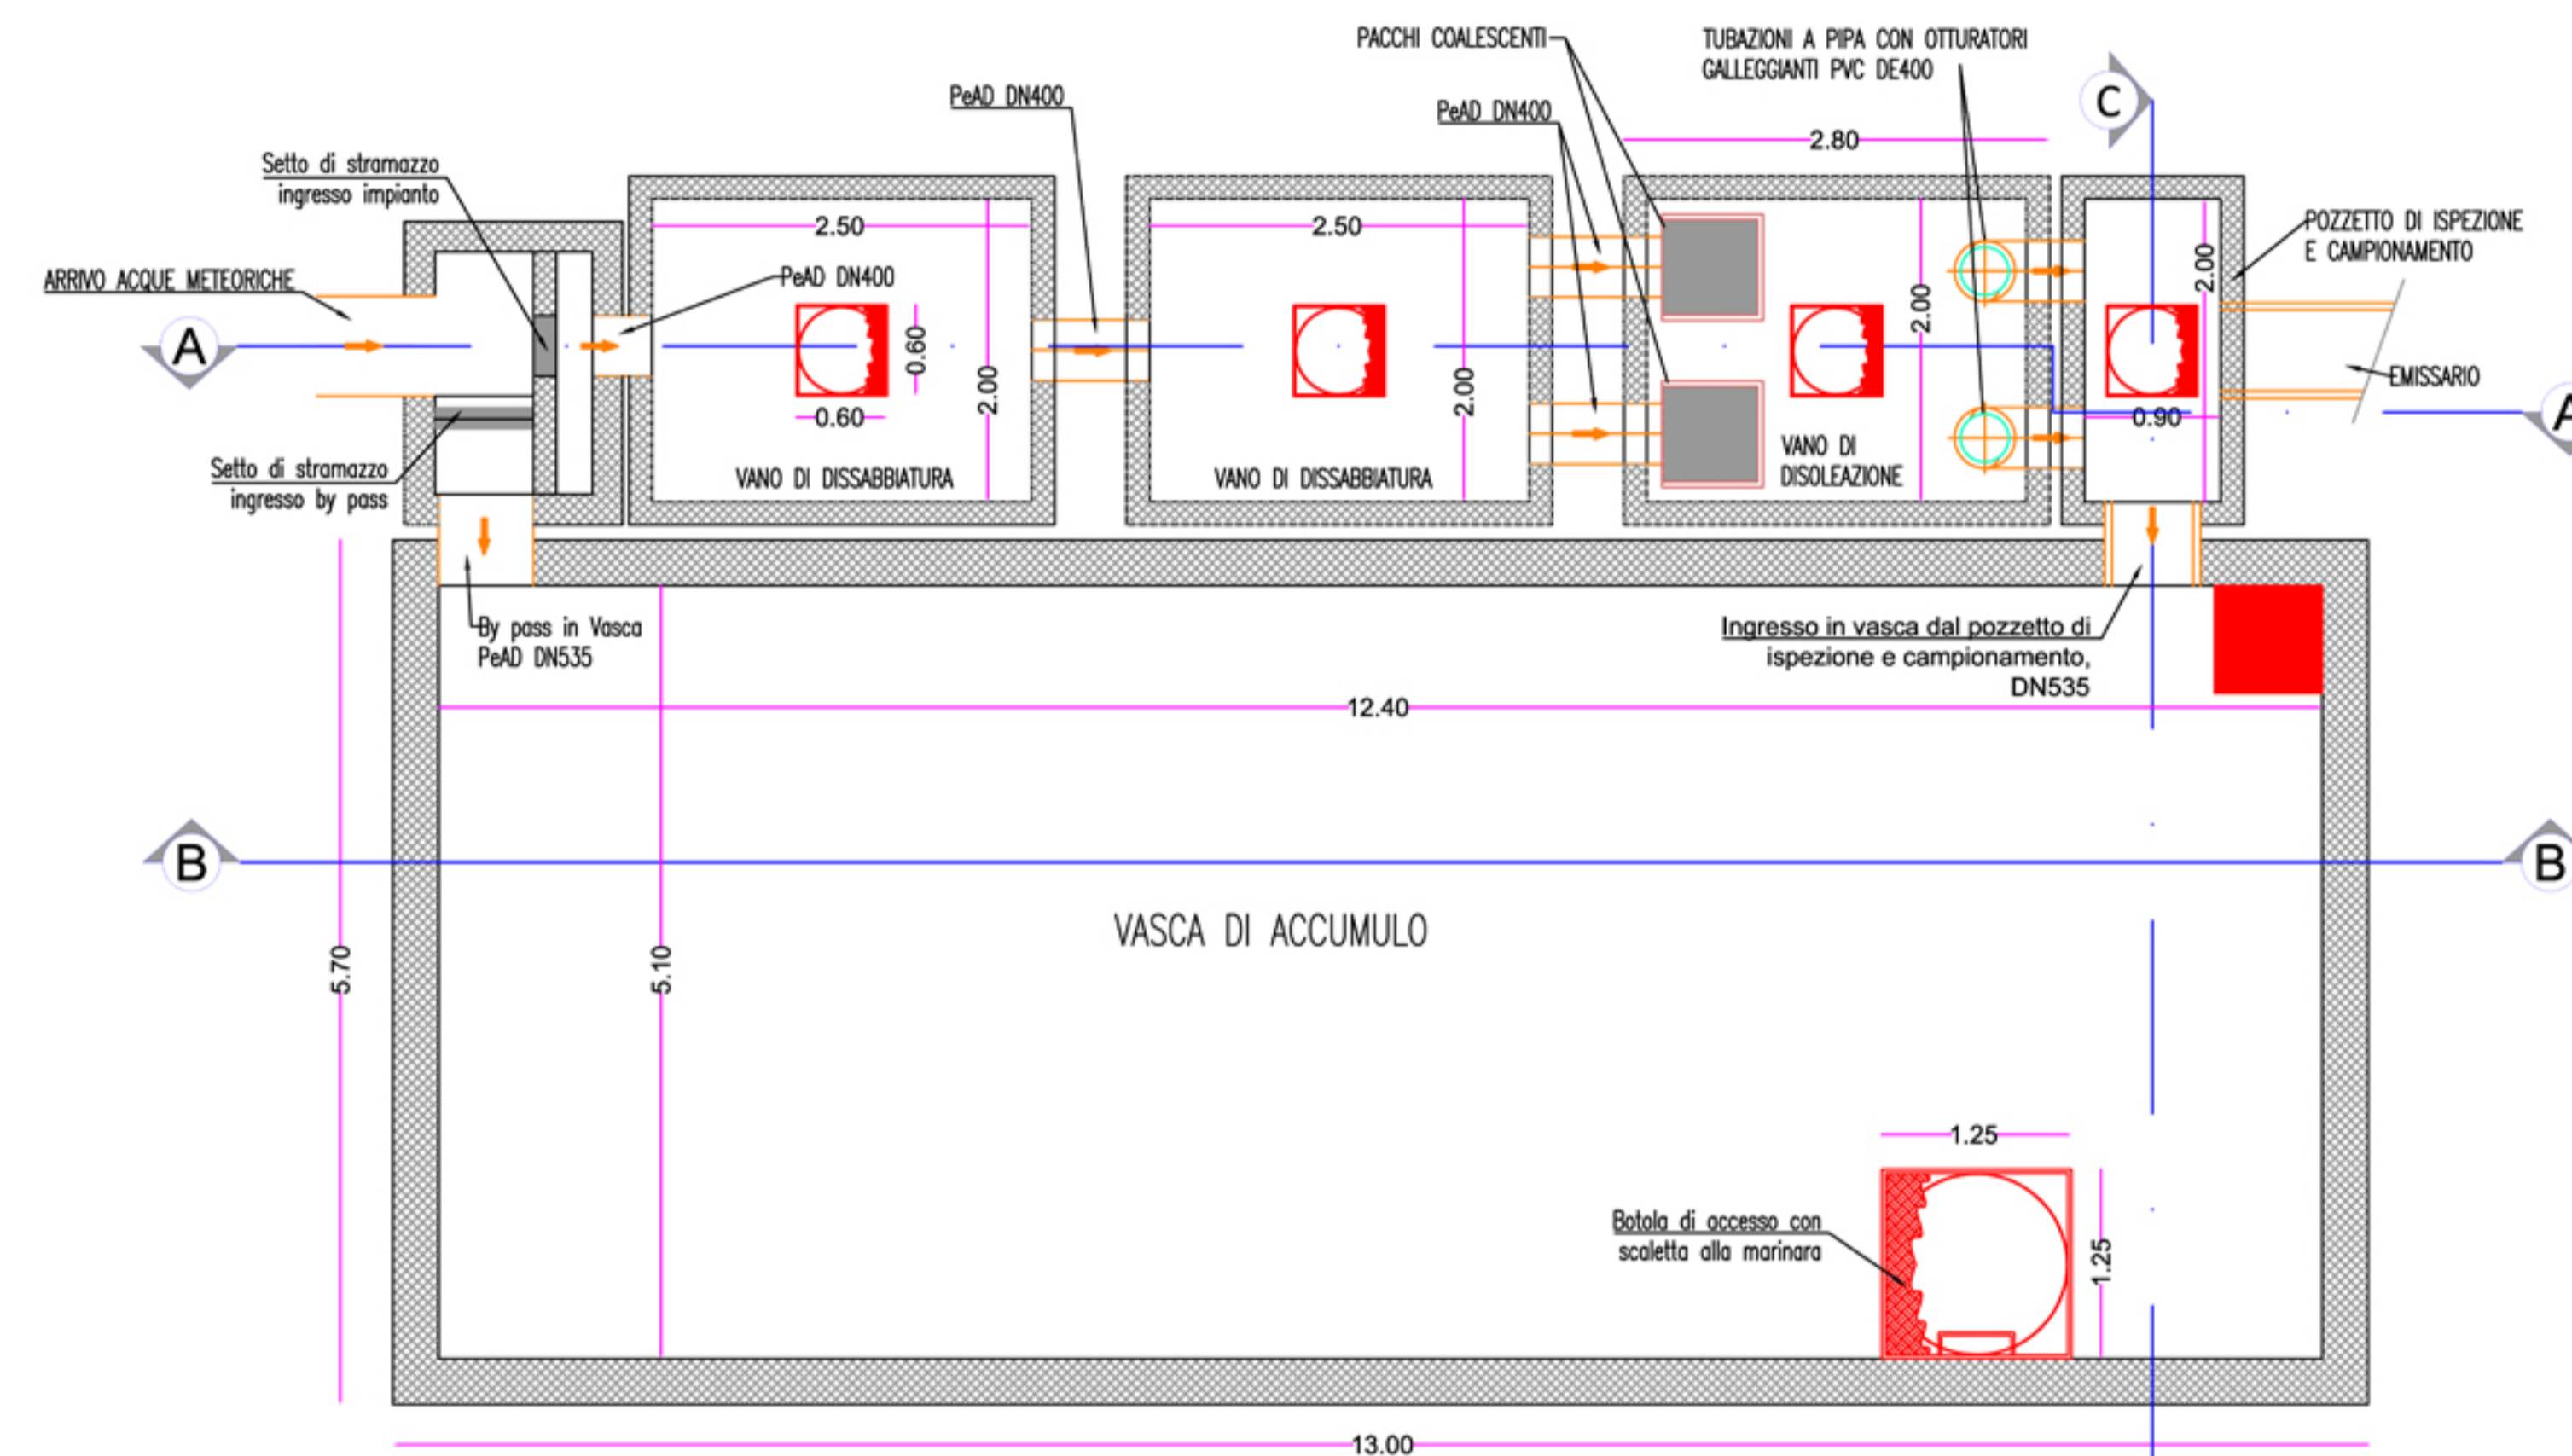 PACCHI COALESCENTI
TUBAZIONI A PIPA CON OTTURATORI
GALLEGGIANTI PVC DE400
PeAD DN400
PeAD DN400
C
2.80
Setto di stramazzo
ingresso impianto
2.50
2.50
POZZETTO DI ISPEZIONE
E CAMPIONAMENTO
ARRIVO ACQUE METEORICHE
PeAD DN400
2.00
2.00
A
0.60
2.00
2.00
EMISSARIO
A
0.60
0.90
Setto di stramazzo
ingresso by pass
VANO DI DISSABBIATURA
VANO DI DISSABBIATURA
VANO DI
DISOLEAZIONE
By pass in Vasca
PeAD DN535
Ingresso in vasca dal pozzetto di
ispezione e campionamento,
DN535
12.40
B
B
VASCA DI ACCUMULO
5.70
5.10
1.25
Botola di accesso con
scaletta alla marinara
1.25
13.00